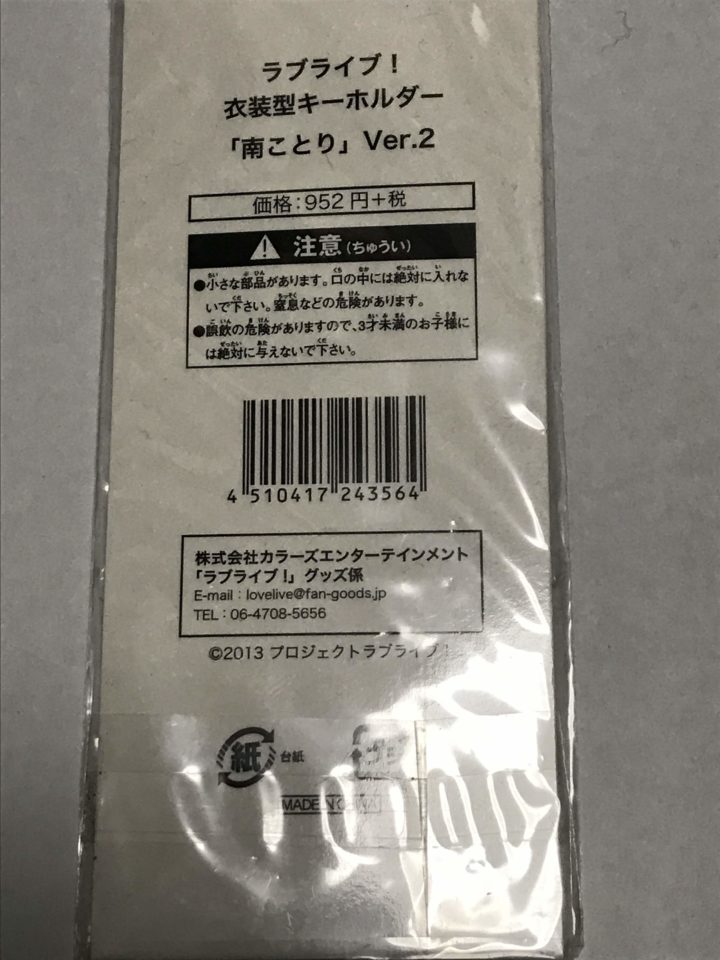 ラブライブ！
衣装型キーホルダー
「南ことり」Ver.2
価格：952円＋税
注意（ちゅうい）
●小さな部品があります。口の中には絶対に入れな
いで下さい。窒息などの危険があります。
●誤飲の危険がありますので、3才未満のお子様に
は絶対に与えないで下さい。
4 510417 243564
株式会社カラーズエンターテインメント
「ラブライブ！」グッズ係
E-mail：lovelive@fan-goods.jp
TEL：06-4708-5656
©2013 プロジェクトラブライブ！
紙 台紙
MADE IN CHINA